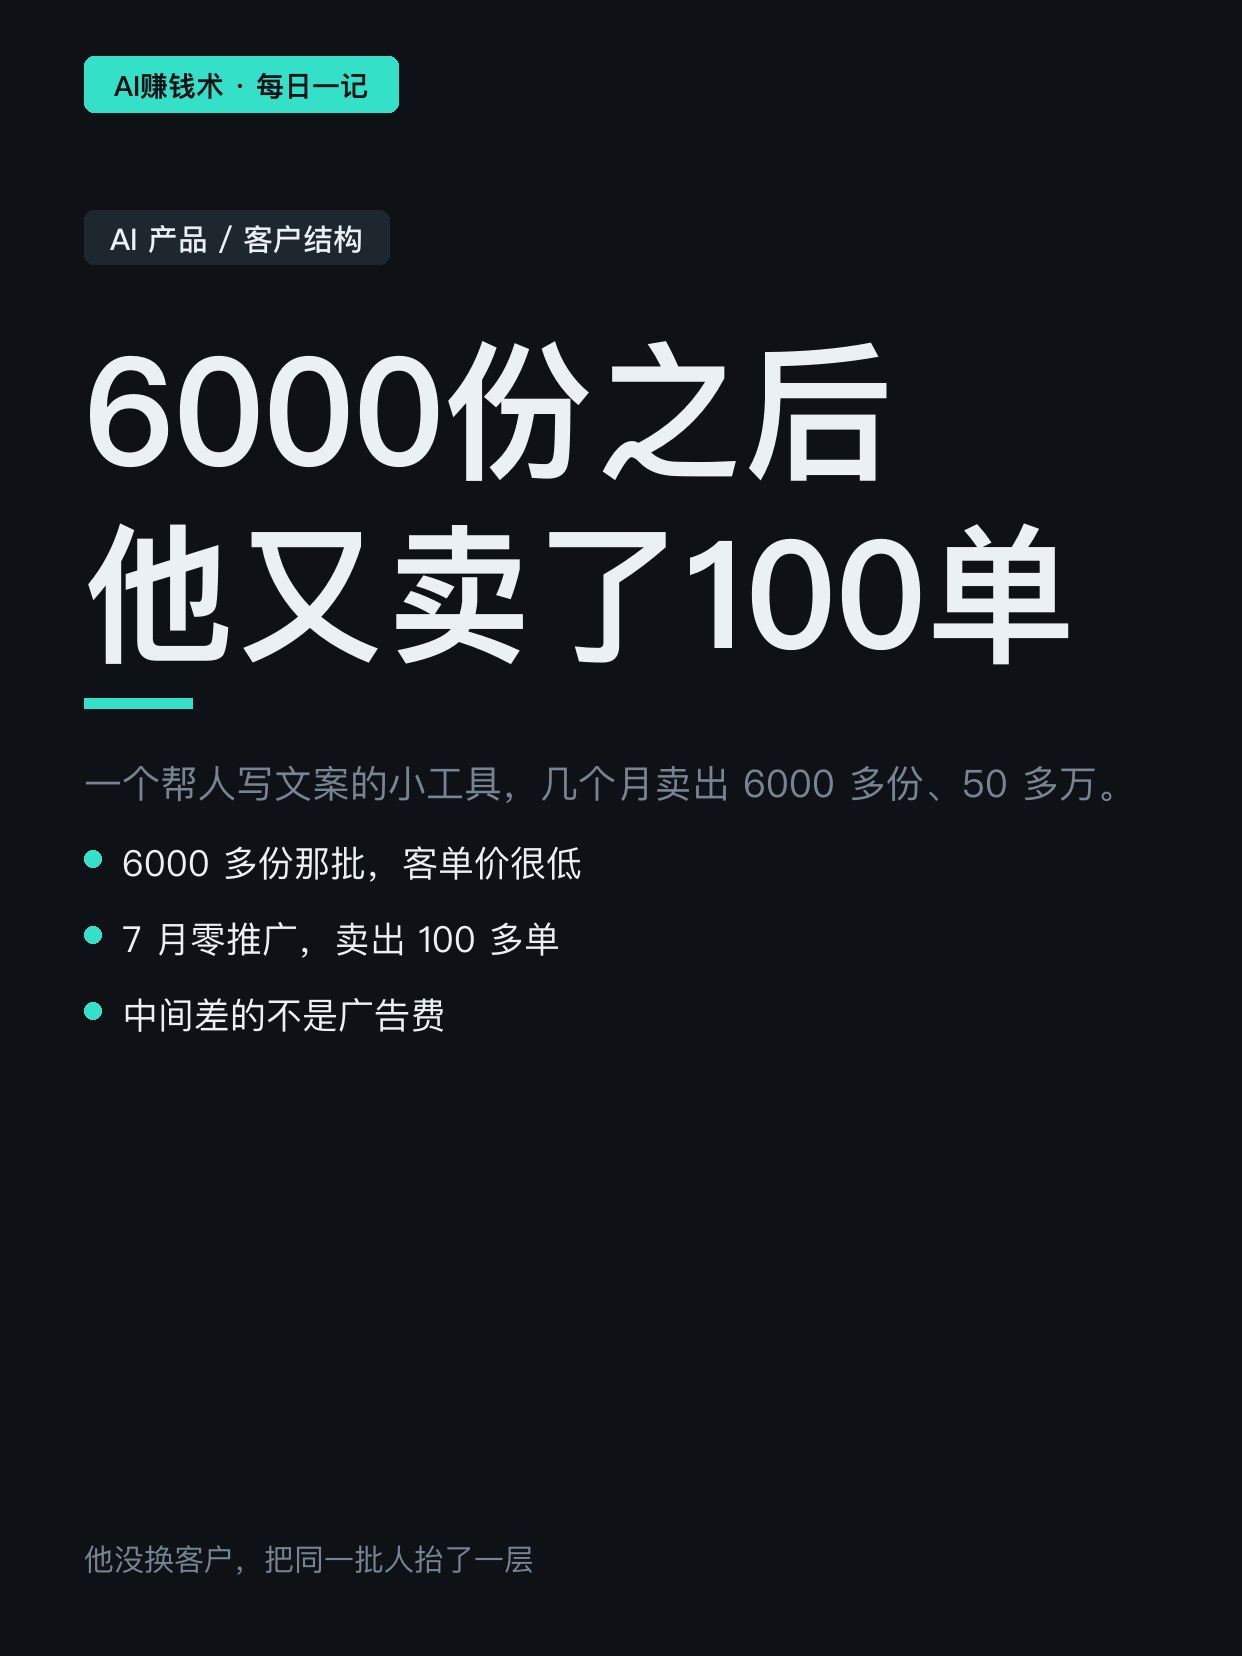 AI赚钱术 · 每日一记
AI 产品 / 客户结构
6000份之后
他又卖了100单
一个帮人写文案的小工具，几个月卖出 6000 多份、50 多万。
6000 多份那批，客单价很低
7 月零推广，卖出 100 多单
中间差的不是广告费
他没换客户，把同一批人抬了一层